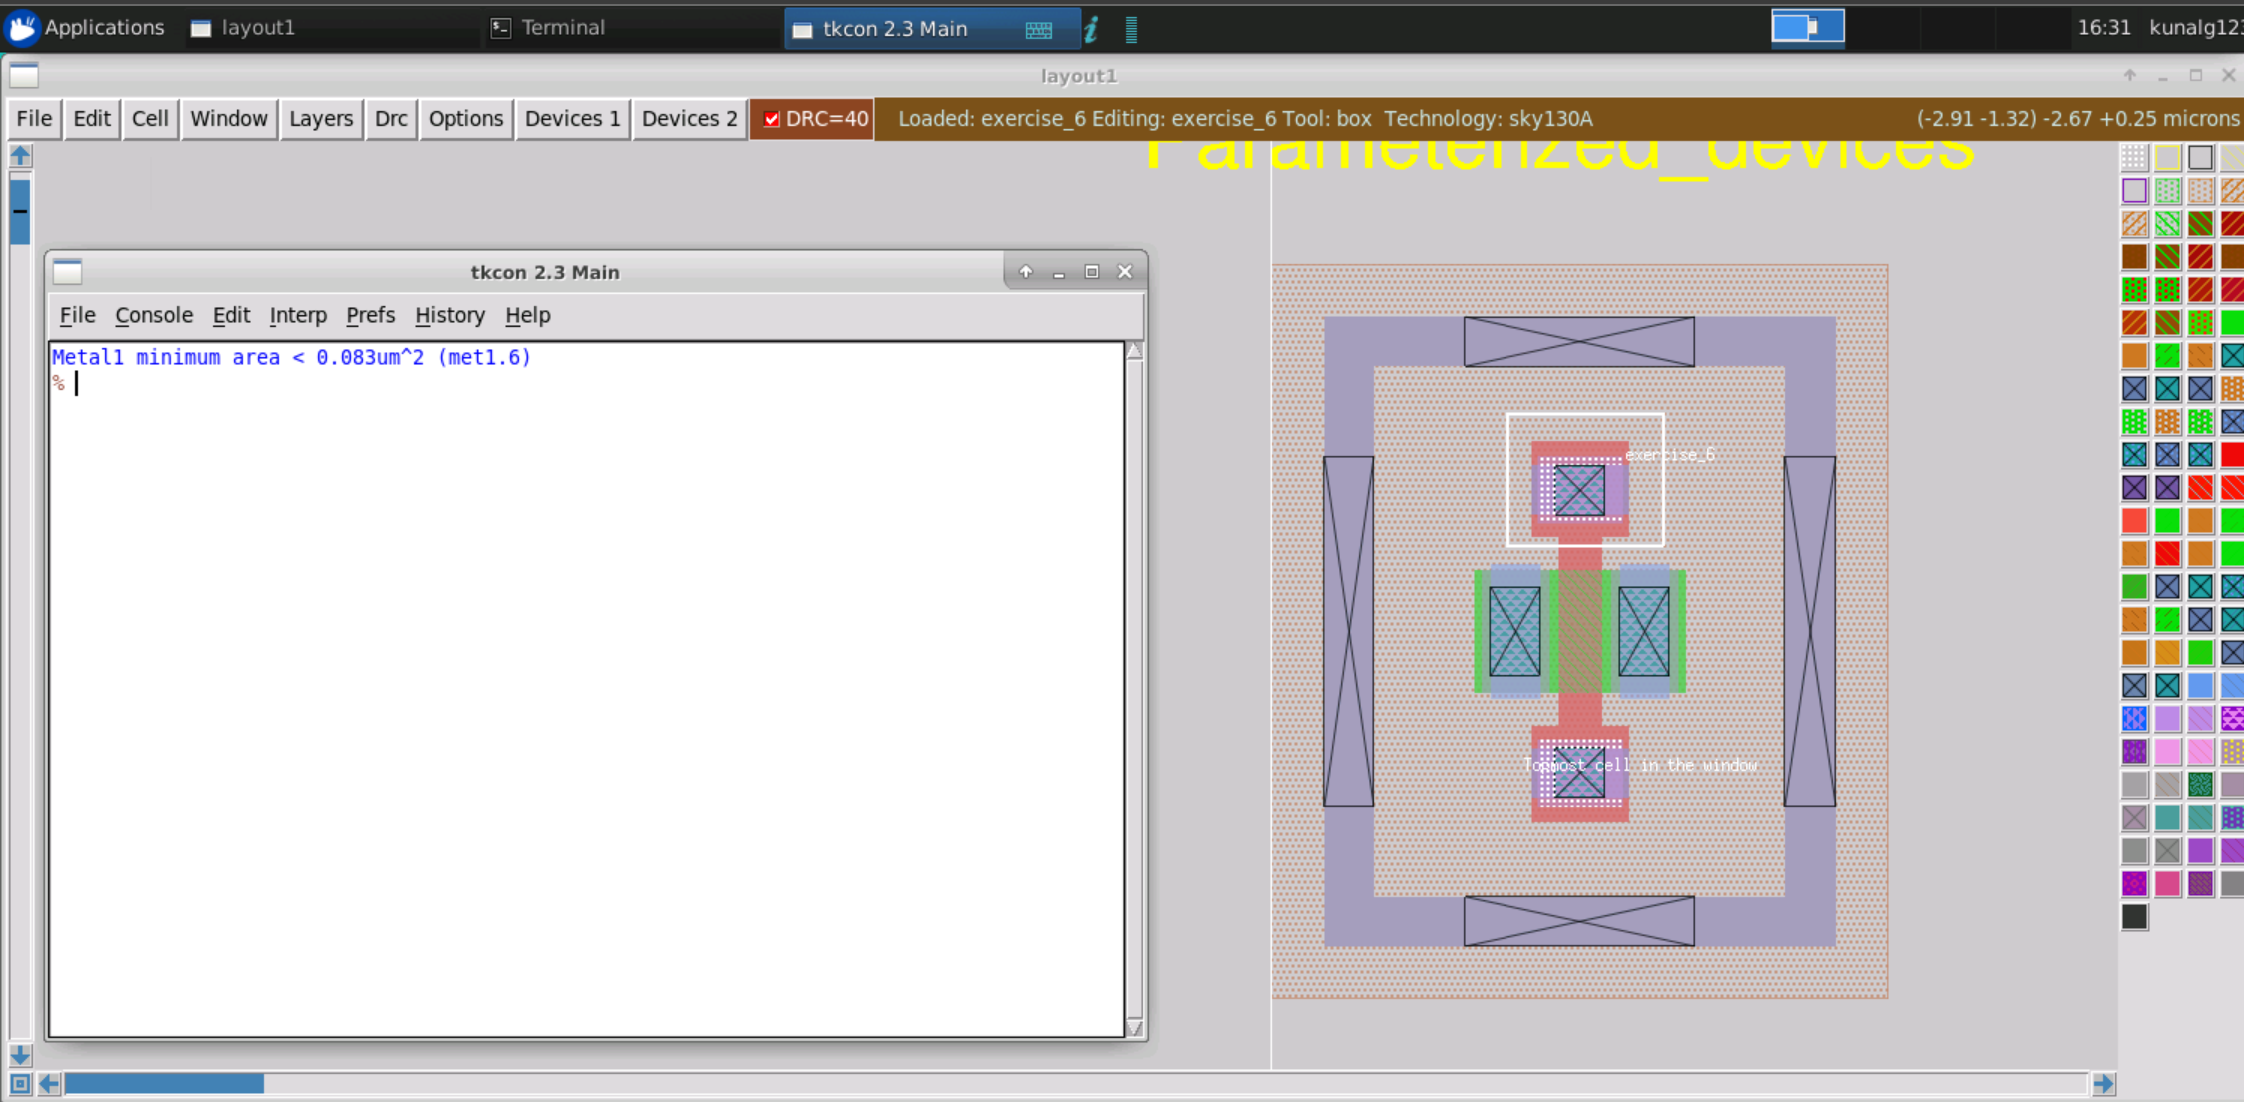 Applications layout1 Terminal tkcon 2.3 Main 16:31 kunalg123
layout1
File Edit Cell Window Layers Drc Options Devices 1 Devices 2 DRC=40 Loaded: exercise_6 Editing: exercise_6 Tool: box Technology: sky130A (-2.91 -1.32) -2.67 +0.25 microns
Parameterized_devices
tkcon 2.3 Main
File Console Edit Interp Prefs History Help
Metal1 minimum area < 0.083um^2 (met1.6)
%
exercise_6
Topmost cell in the window